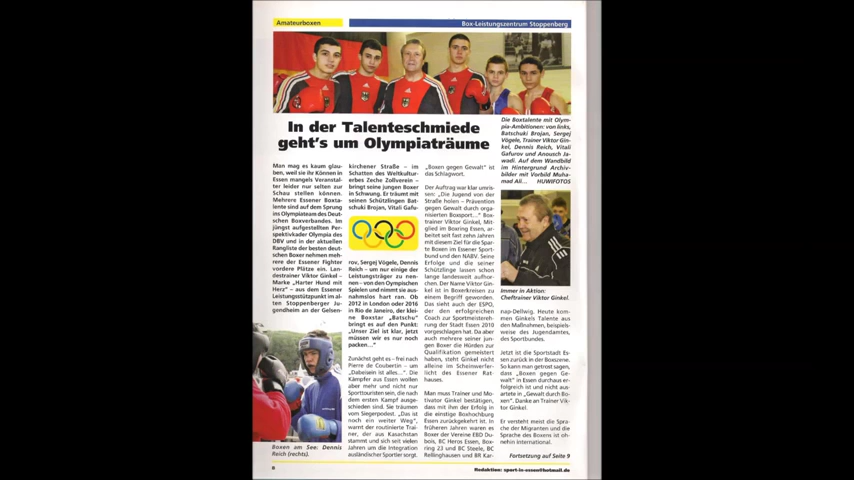 Amateurboxen
Box-Leistungszentrum Stoppenberg
In der Talenteschmiede
geht's um Olympiaträume
Die Boxtalente mit Olym-
pia-Ambitionen: von links,
Batschuki Brojan, Sergej
Vögele, Trainer Viktor Gin-
kel, Dennis Reich, Vitali
Gafurov und Anousch Ja-
wadi. Auf dem Wandbild
im Hintergrund Archiv-
bilder mit Vorbild Muha-
mad Ali... HUWIFOTOS
Man mag es kaum glau-
ben, weil sie ihr Können in
Essen mangels Veranstal-
ter leider nur selten zur
Schau stellen können.
Mehrere Essener Boxta-
lente sind auf dem Sprung
ins Olympiateam des Deut-
schen Boxverbandes. Im
jüngst aufgestellten Per-
spektivkader Olympia des
DBV und in der aktuellen
Rangliste der besten deut-
schen Boxer nehmen meh-
rere der Essener Fighter
vordere Plätze ein. Lan-
destrainer Viktor Ginkel –
Marke „Harter Hund mit
Herz" – aus dem Essener
Leistungsstützpunkt im al-
ten Stoppenberger Ju-
gendheim an der Gelsen-
kirchener Straße – im
Schatten des Weltkultur-
erbes Zeche Zollverein –
bringt seine jungen Boxer
in Schwung. Er träumt mit
seinen Schützlingen Bat-
schuki Brojan, Vitali Gafu-
rov, Sergej Vögele, Dennis
Reich – um nur einige der
Leistungsträger zu nen-
nen – von den Olympischen
Spielen und nimmt sie aus-
nahmslos hart ran. Ob
2012 in London oder 2016
in Rio de Janeiro, der klei-
ne Boxstar „Batschu"
bringt es auf den Punkt:
„Unser Ziel ist klar, jetzt
müssen wir es nur noch
packen..."
Zunächst geht es – frei nach
Pierre de Coubertin – um
„Dabeisein ist alles...". Die
Kämpfer aus Essen wollen
aber mehr und nicht nur
Sporttouristen sein, die nach
dem ersten Kampf ausge-
schieden sind. Sie träumen
vom Siegerpodest. „Das ist
noch ein weiter Weg",
warnt der routinierte Trai-
ner, der aus Kasachstan
stammt und sich seit vielen
Jahren um die Integration
ausländischer Sportler sorgt.
„Boxen gegen Gewalt" ist
das Schlagwort.
Der Auftrag war klar umris-
sen: „Die Jugend von der
Straße holen – Prävention
gegen Gewalt durch orga-
nisierten Boxsport..." Box-
trainer Viktor Ginkel, Mit-
glied im Boxring Essen, ar-
beitet seit fast zehn Jahren
mit diesem Ziel für die Spar-
te Boxen im Essener Sport-
bund und den NABV. Seine
Erfolge und die seiner
Schützlinge lassen schon
lange landesweit aufhor-
chen. Der Name Viktor Gin-
kel ist in Boxerkreisen zu
einem Begriff geworden.
Das sieht auch der ESPO,
der den erfolgreichen
Coach zur Sportmeistereh-
rung der Stadt Essen 2010
vorgeschlagen hat. Da aber
auch mehrere seiner jun-
gen Boxer die Hürden zur
Qualifikation gemeistert
haben, steht Ginkel nicht
alleine im Scheinwerfer-
licht des Essener Rat-
hauses.
Man muss Trainer und Mo-
tivator Ginkel bestätigen,
dass mit ihm der Erfolg in
die einstige Boxhochburg
Essen zurückgekehrt ist. In
früheren Jahren waren es
Boxer der Vereine EBD Du-
bois, BC Heros Essen, Box-
ring 23 und BC Steele, BC
Rellinghausen und BR Kar-
Immer in Aktion:
Cheftrainer Viktor Ginkel.
nap-Dellwig. Heute kom-
men Ginkels Talente aus
den Maßnahmen, beispiels-
weise des Jugendamtes,
des Sportbundes.
Jetzt ist die Sportstadt Es-
sen zurück in der Boxszene.
So kann man getrost sagen,
dass „Boxen gegen Ge-
walt" in Essen durchaus er-
folgreich ist und nicht aus-
artete in „Gewalt durch Bo-
xen". Danke an Trainer Vik-
tor Ginkel.
Er versteht meist die Spra-
che der Migranten und die
Sprache des Boxens ist oh-
nehin international.
Fortsetzung auf Seite 9
Boxen am See: Dennis
Reich (rechts).
8
Redaktion: sport-in-essen@hotmail.de